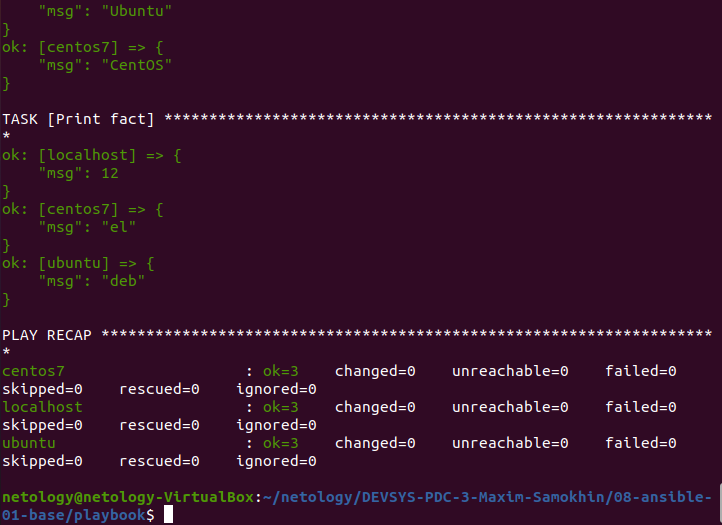 "msg": "Ubuntu"
}
ok: [centos7] => {
    "msg": "CentOS"
}

TASK [Print fact] *************************************************************
*
ok: [localhost] => {
    "msg": 12
}
ok: [centos7] => {
    "msg": "el"
}
ok: [ubuntu] => {
    "msg": "deb"
}

PLAY RECAP ********************************************************************
*
centos7                    : ok=3    changed=0    unreachable=0    failed=0
skipped=0    rescued=0    ignored=0
localhost                  : ok=3    changed=0    unreachable=0    failed=0
skipped=0    rescued=0    ignored=0
ubuntu                     : ok=3    changed=0    unreachable=0    failed=0
skipped=0    rescued=0    ignored=0

netology@netology-VirtualBox:~/netology/DEVSYS-PDC-3-Maxim-Samokhin/08-ansible-
01-base/playbook$